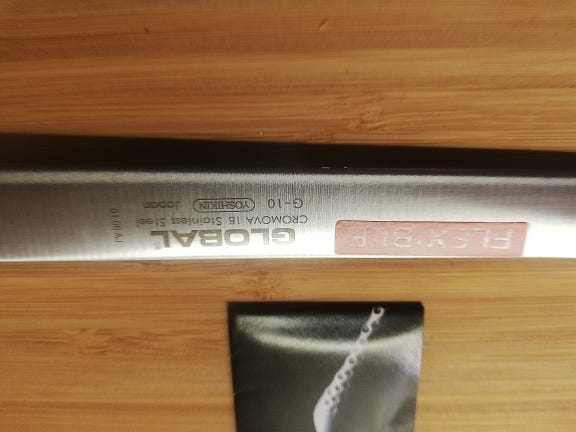 FLEXIBLE
GLOBAL®
CROMOVA 18 Stainless Steel
G-10 YOSHIKIN Japan